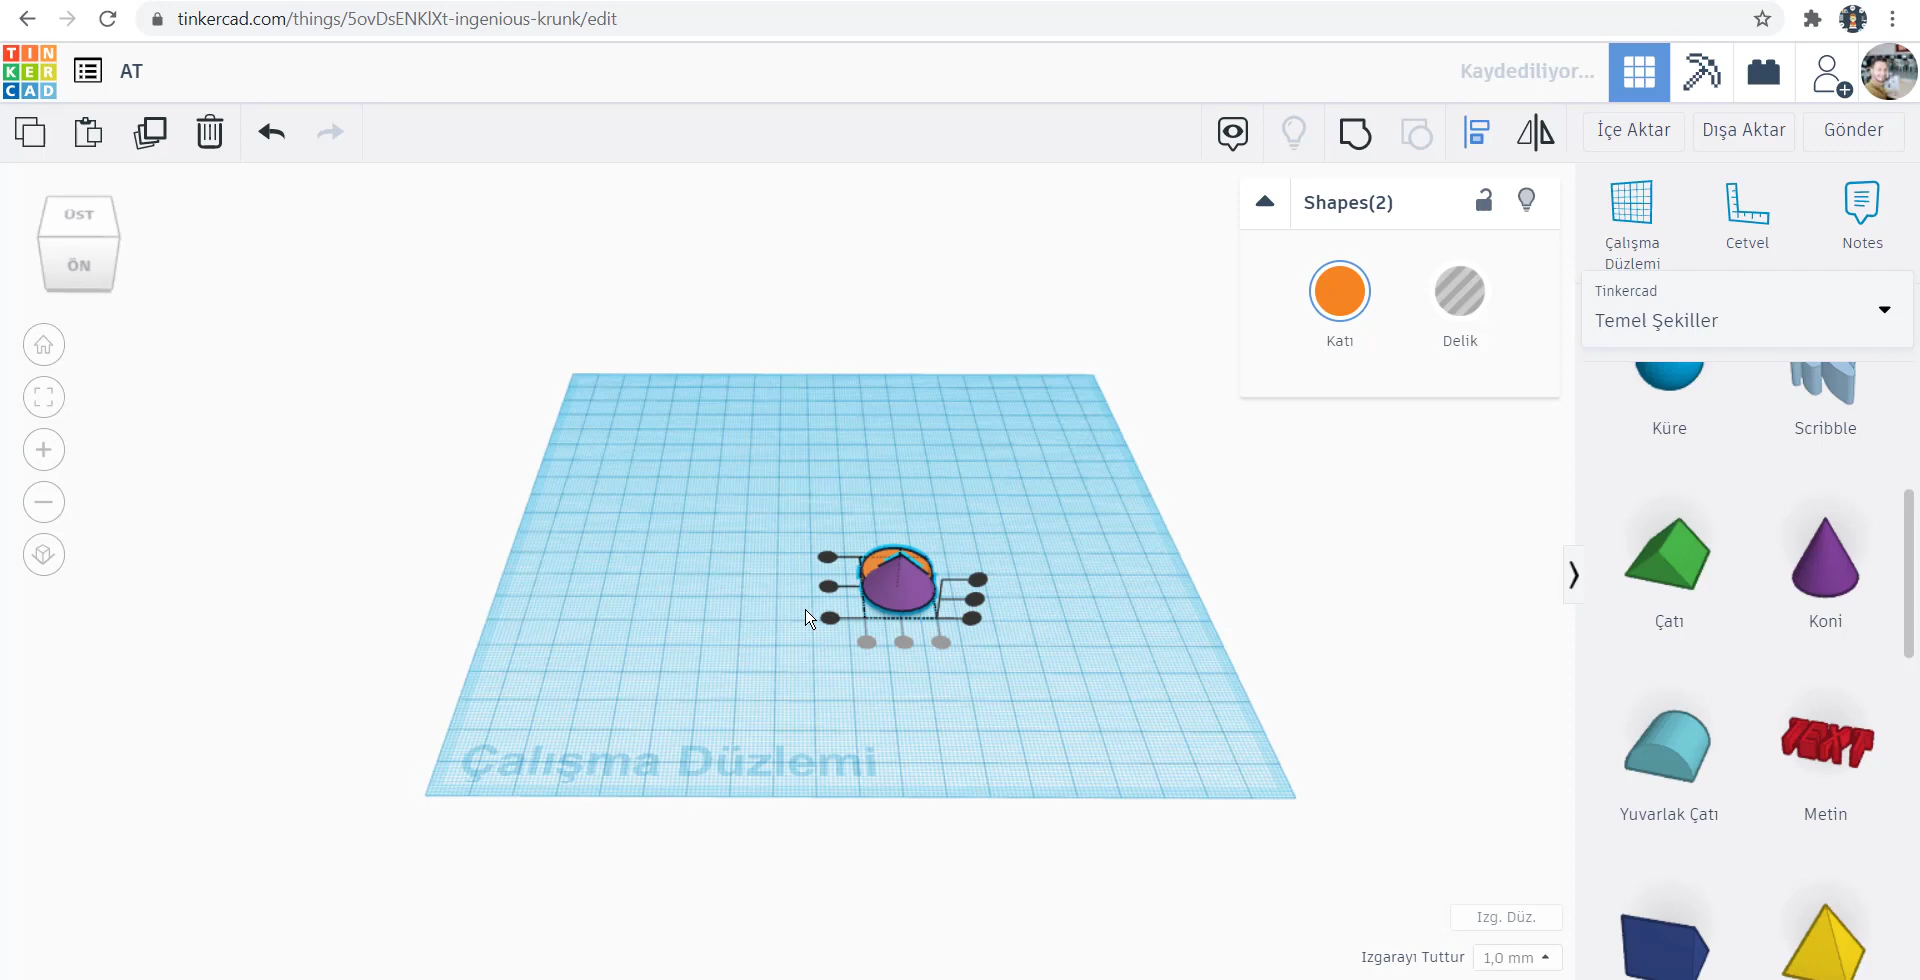 tinkercad.com/things/5ovDsENKlXt-ingenious-krunk/edit
TIN
KER
CAD
AT
Kaydediliyor...
İçe Aktar
Dışa Aktar
Gönder
ÜST
ÖN
Shapes(2)
Katı
Delik
Çalışma
Düzlemi
Cetvel
Notes
Tinkercad
Temel Şekiller
Küre
Scribble
Çatı
Koni
Yuvarlak Çatı
TEXT
Metin
Çalışma Düzlemi
Izg. Düz.
Izgarayı Tuttur
1,0 mm